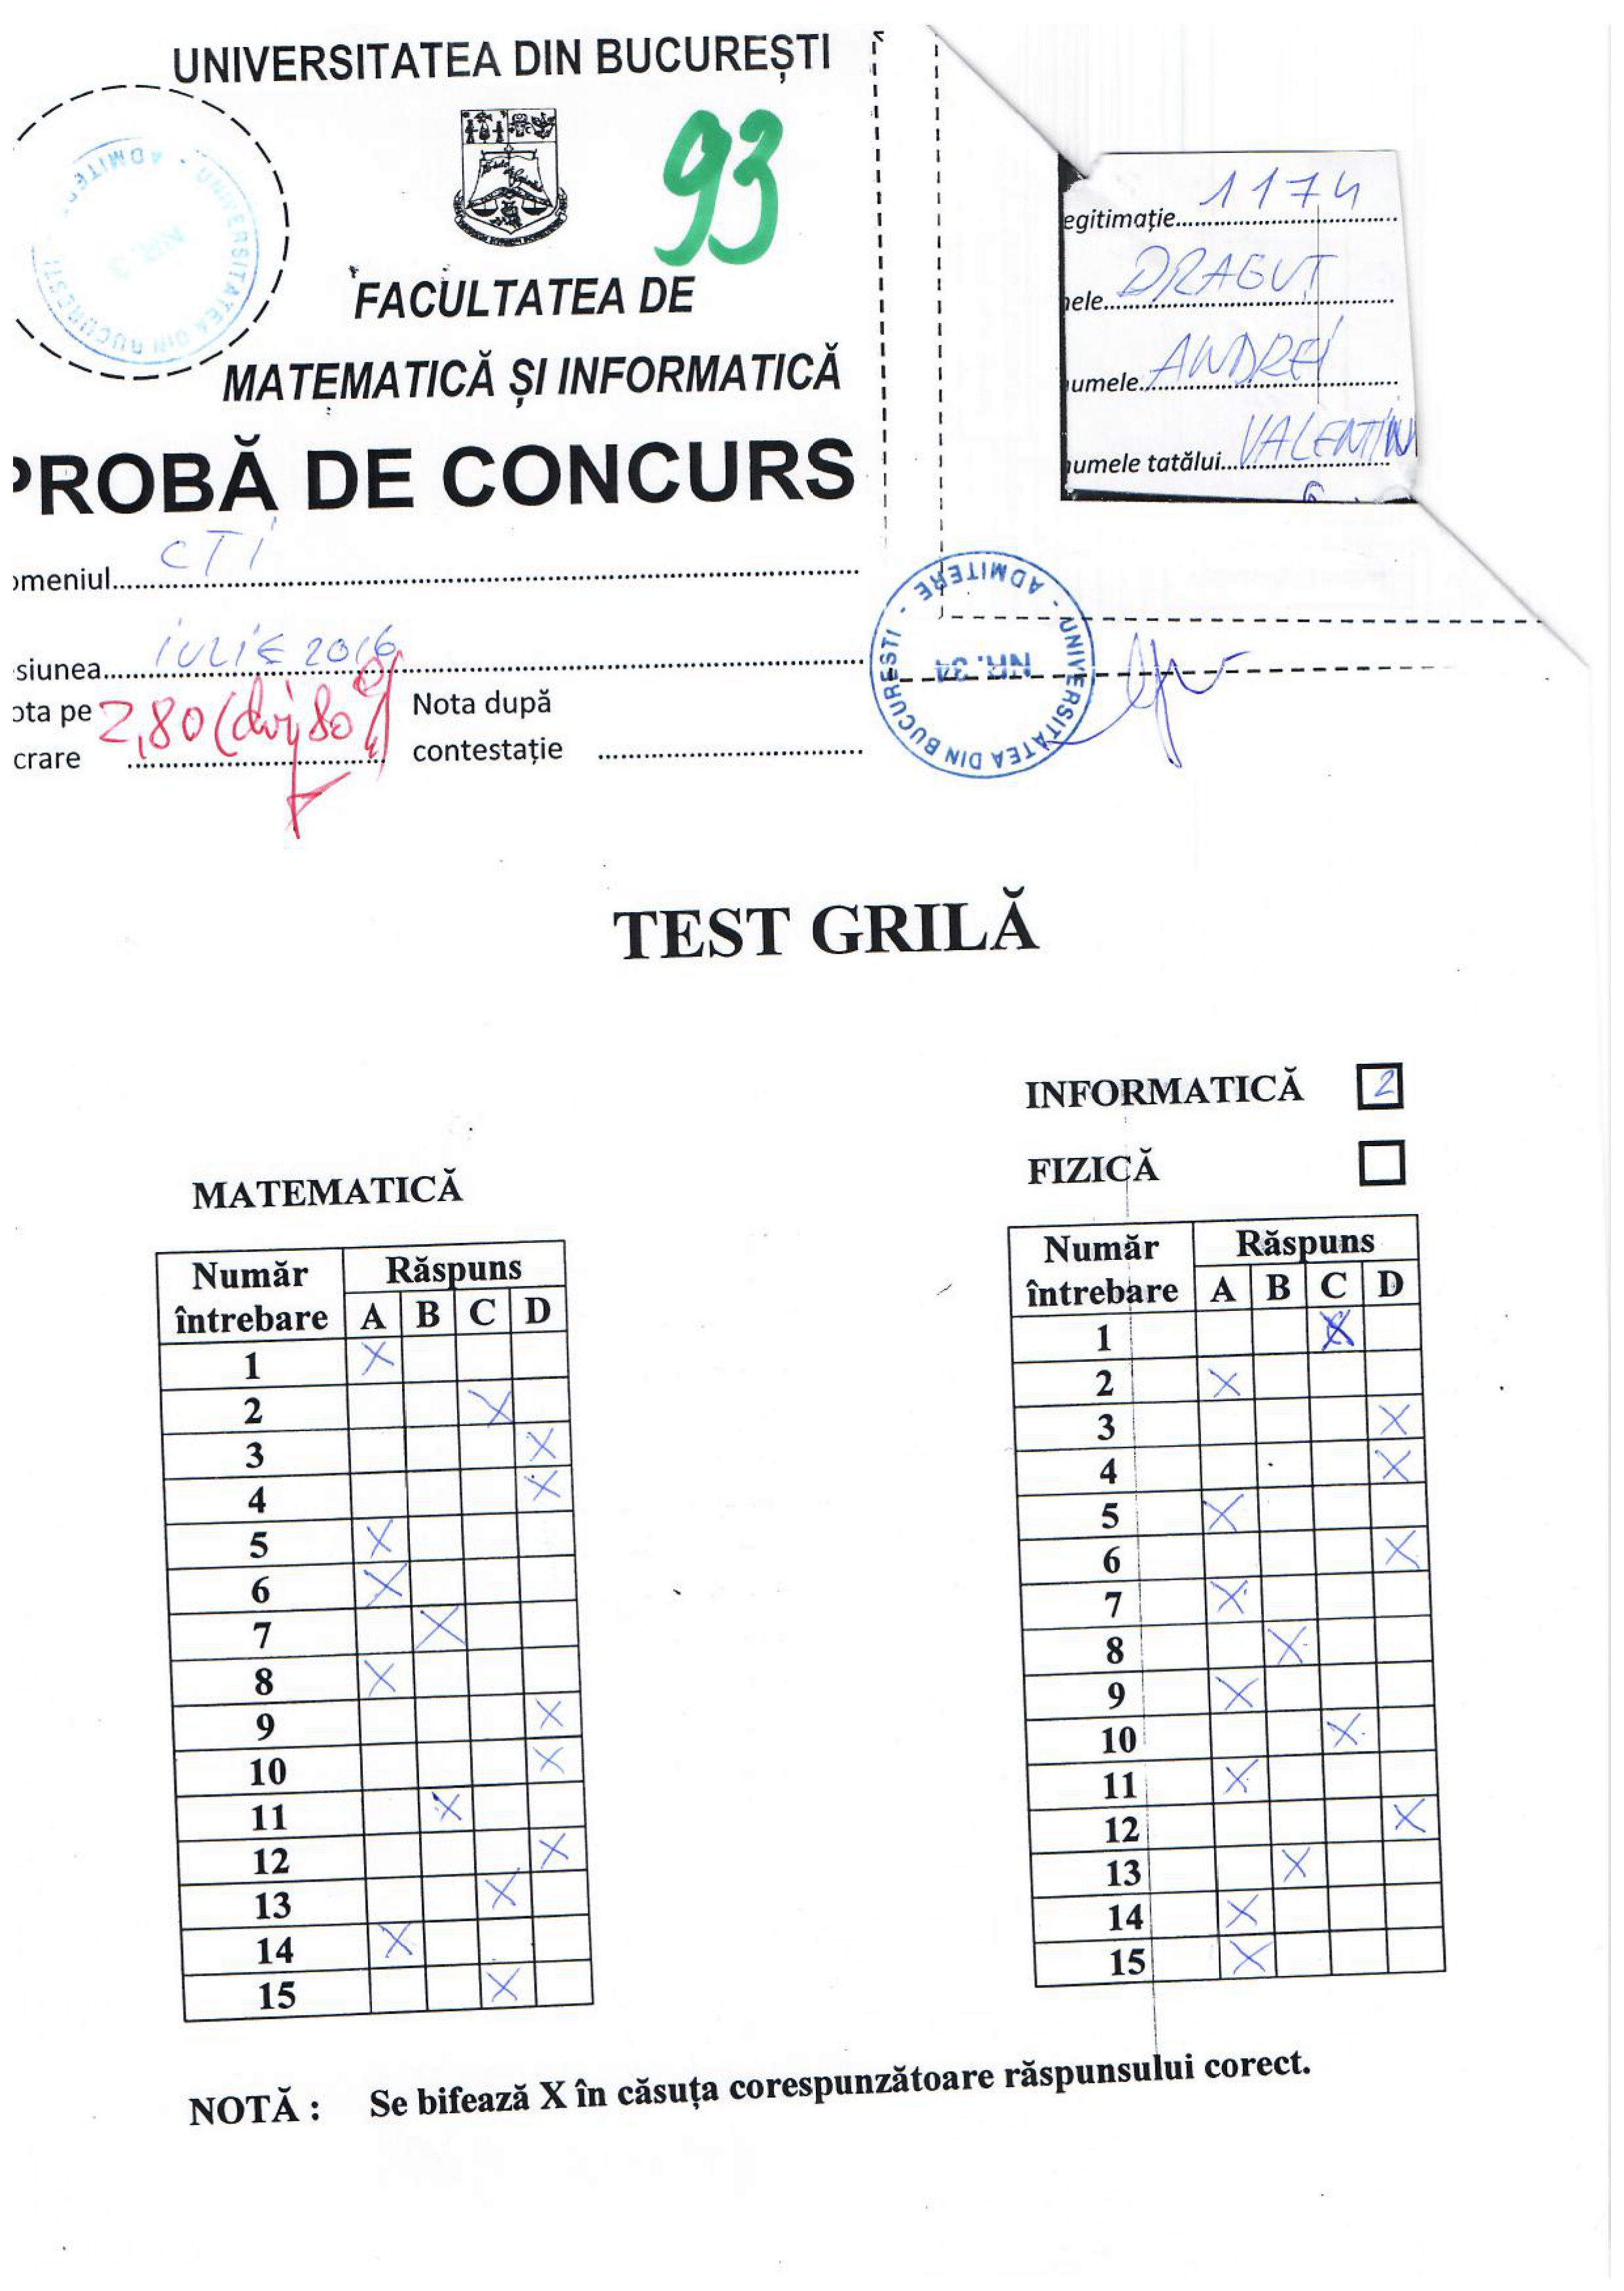 UNIVERSITATEA DIN BUCUREȘTI
93
FACULTATEA DE
MATEMATICĂ ȘI INFORMATICĂ
PROBĂ DE CONCURS
omeniul CTI
siunea iulie 2016
ota pe
crare 2,80 (doi 80%)
Nota după
contestație
UNIVERSITATEA DIN BUCURESTI - ADMITERE -
NR. 3
egitimație 1174
ele DRAGUȚ
umele ANDREI
umele tatălui VALENTIN
UNIVERSITATEA DIN BUCURESTI - ADMITERE -
NR. 34
TEST GRILĂ
INFORMATICĂ 2
FIZICĂ
MATEMATICĂ
Număr întrebare Răspuns
A B C D
1 X
2 X
3 X
4 X
5 X
6 X
7 X
8 X
9 X
10 X
11 X
12 X
13 X
14 X
15 X
Număr întrebare Răspuns
A B C D
1 X
2 X
3 X
4 X
5 X
6 X
7 X
8 X
9 X
10 X
11 X
12 X
13 X
14 X
15 X
NOTĂ : Se bifează X în căsuța corespunzătoare răspunsului corect.